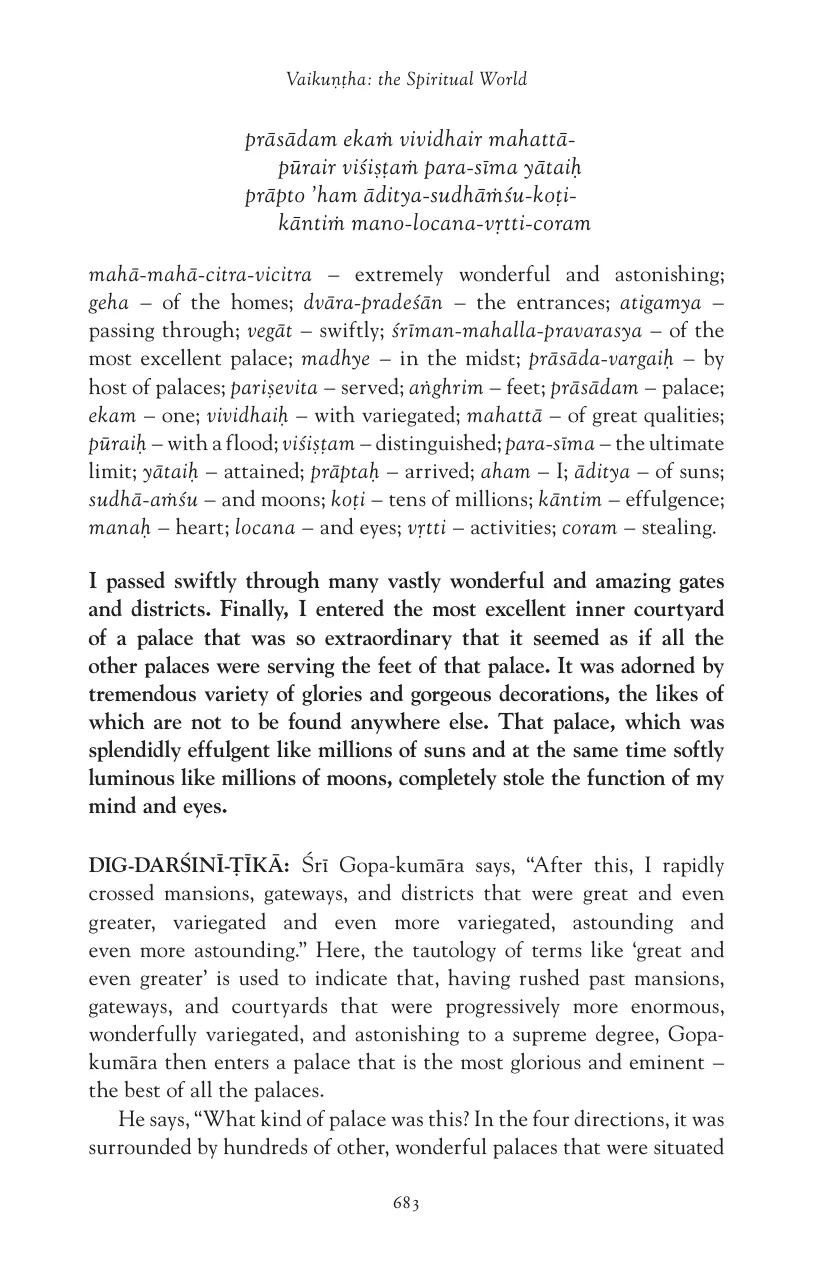 Vaikuṇṭha: the Spiritual World
prāsādam ekaṁ vividhair mahattā-
pūrair viśiṣṭaṁ para-sīma yātaiḥ
prāpto ’ham āditya-sudhāṁśu-koṭi-
kāntiṁ mano-locana-vṛtti-coram
mahā-mahā-citra-vicitra – extremely wonderful and astonishing;
geha – of the homes; dvāra-pradeśān – the entrances; atigamya –
passing through; vegāt – swiftly; śrīman-mahalla-pravarasya – of the
most excellent palace; madhye – in the midst; prāsāda-vargaiḥ – by
host of palaces; pariṣevita – served; aṅghrim – feet; prāsādam – palace;
ekam – one; vividhaiḥ – with variegated; mahattā – of great qualities;
pūraiḥ – with a flood; viśiṣṭam – distinguished; para-sīma – the ultimate
limit; yātaiḥ – attained; prāptaḥ – arrived; aham – I; āditya – of suns;
sudhā-aṁśu – and moons; koṭi – tens of millions; kāntim – effulgence;
manaḥ – heart; locana – and eyes; vṛtti – activities; coram – stealing.
I passed swiftly through many vastly wonderful and amazing gates
and districts. Finally, I entered the most excellent inner courtyard
of a palace that was so extraordinary that it seemed as if all the
other palaces were serving the feet of that palace. It was adorned by
tremendous variety of glories and gorgeous decorations, the likes of
which are not to be found anywhere else. That palace, which was
splendidly effulgent like millions of suns and at the same time softly
luminous like millions of moons, completely stole the function of my
mind and eyes.
DIG-DARŚINĪ-ṬĪKĀ: Śrī Gopa-kumāra says, “After this, I rapidly
crossed mansions, gateways, and districts that were great and even
greater, variegated and even more variegated, astounding and
even more astounding.” Here, the tautology of terms like ‘great and
even greater’ is used to indicate that, having rushed past mansions,
gateways, and courtyards that were progressively more enormous,
wonderfully variegated, and astonishing to a supreme degree, Gopa-
kumāra then enters a palace that is the most glorious and eminent –
the best of all the palaces.
He says, “What kind of palace was this? In the four directions, it was
surrounded by hundreds of other, wonderful palaces that were situated
683